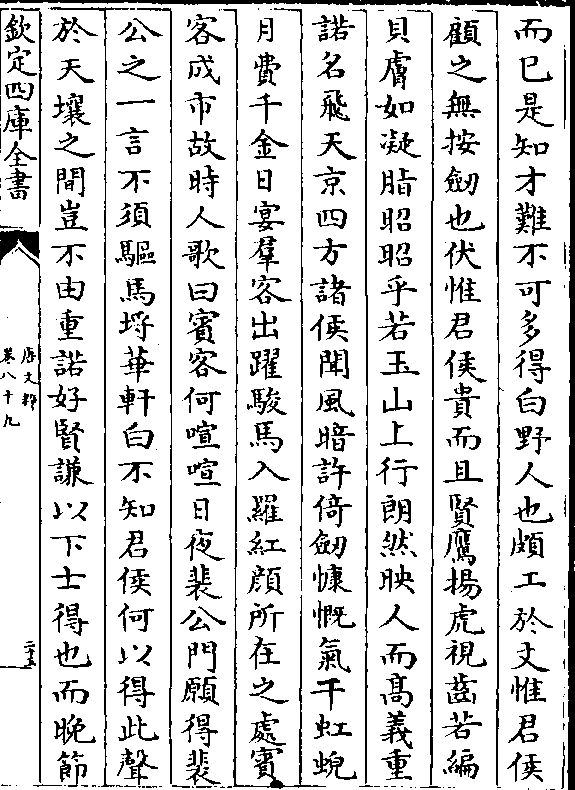 而已是知才難不可多得白野人也頗工於文惟君侯
顧之無按劒也伏惟君侯貴而且賢鷹揚虎視齒若編
貝膚如凝脂昭昭乎若玉山上行朗然映人而髙義重
諾名飛天京四方諸侯聞風暗許倚劒慷慨氣干虹蜺
月費千金日宴羣客出躍駿馬入羅紅顔所在之處賔
客成市故時人歌曰賔客何喧喧日夜裴公門願得裴
公之一言不須驅馬埒華軒白不知君侯何以得此聲
於天壤之間豈不由重諾好賢謙以下士得也而晚節
欽定四庫全書
唐文粹
卷八十九
二十五